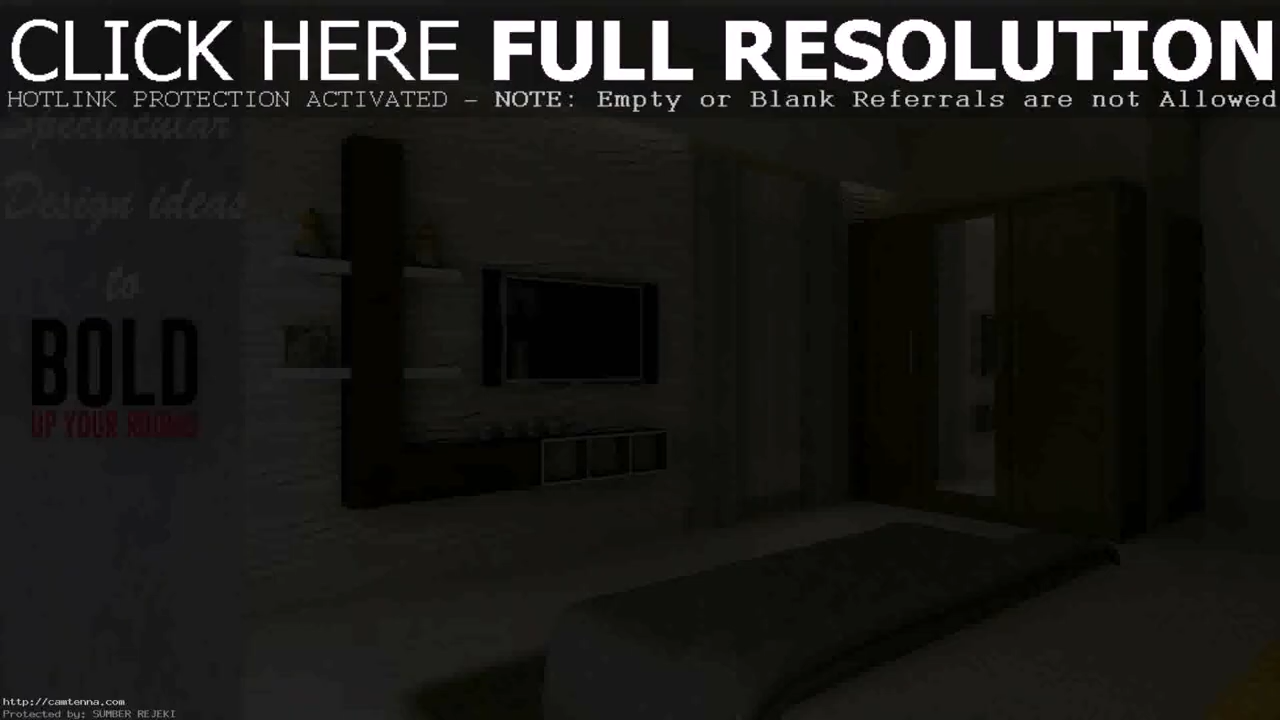 CLICK HERE FULL RESOLUTION
HOTLINK PROTECTION ACTIVATED – NOTE: Empty or Blank Referrals are not Allowed
Spectacular
Design ideas
to
BOLD
UP YOUR ROOMS
http://camtenna.com
Protected by: SUMBER REJEKI